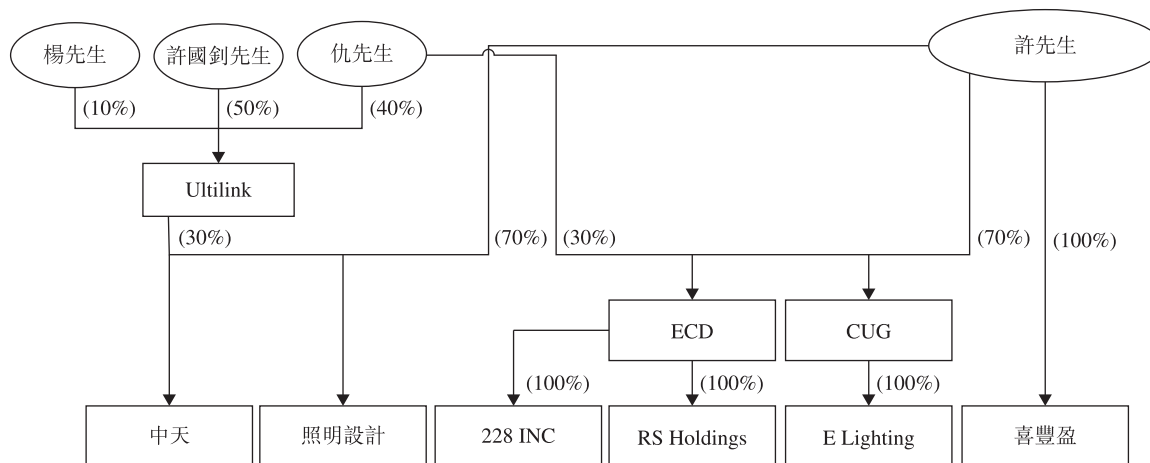 楊先生
許國釗先生
仇先生
許先生
(10%)
(50%)
(40%)
Ultilink
(30%)
(70%)
(30%)
(70%)
(100%)
ECD
CUG
(100%)
(100%)
(100%)
中天
照明設計
228 INC
RS Holdings
E Lighting
喜豐盈